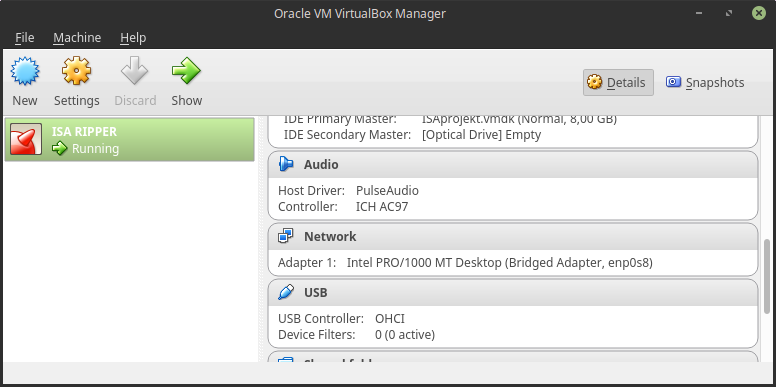 Oracle VM VirtualBox Manager
File Machine Help
New Settings Discard Show
Details Snapshots
ISA RIPPER
Running
IDE Primary Master: ISAprojekt.vmdk (Normal, 8,00 GB)
IDE Secondary Master: [Optical Drive] Empty
Audio
Host Driver: PulseAudio
Controller: ICH AC97
Network
Adapter 1: Intel PRO/1000 MT Desktop (Bridged Adapter, enp0s8)
USB
USB Controller: OHCI
Device Filters: 0 (0 active)